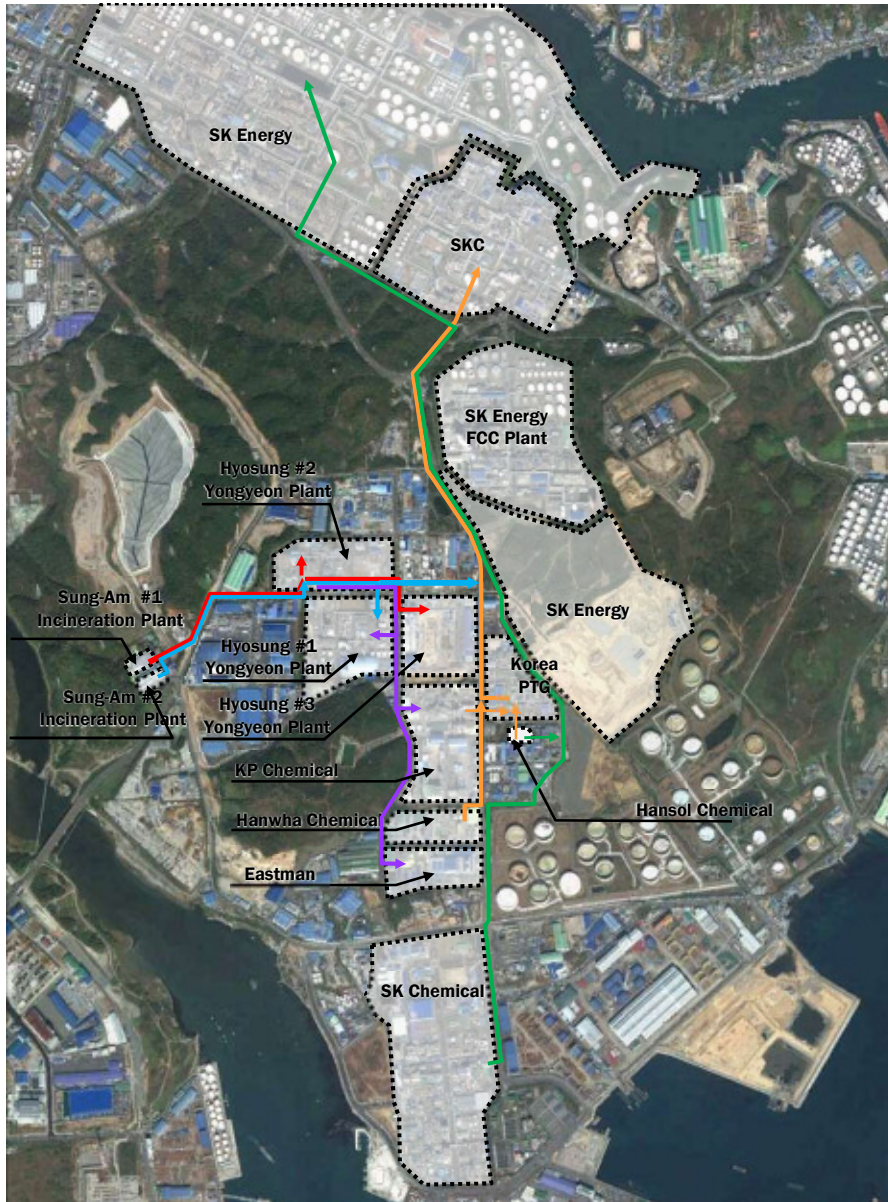 SK Energy
SKC
SK Energy
FCC Plant
Hyosung #2
Yongyeon Plant
Sung-Am #1
Incineration Plant
SK Energy
Hyosung #1
Yongyeon Plant
Korea
PTG
Sung-Am #2
Incineration Plant
Hyosung #3
Yongyeon Plant
KP Chemical
Hansol Chemical
Hanwha Chemical
Eastman
SK Chemical